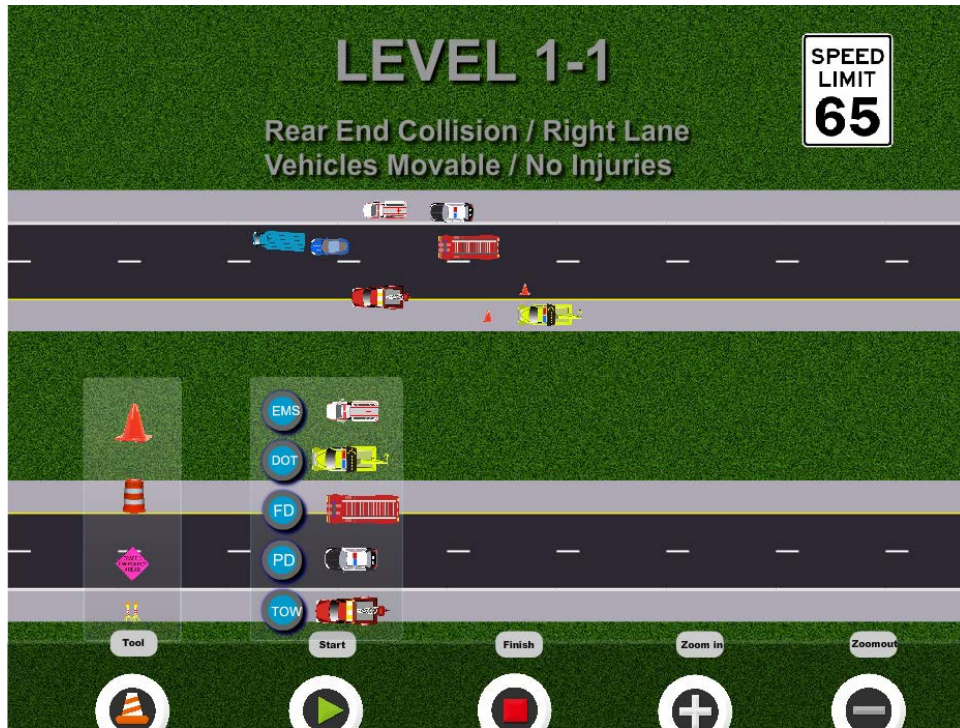 LEVEL 1-1
SPEED
LIMIT
65
Rear End Collision / Right Lane
Vehicles Movable / No Injuries
EMS
DOT
FD
PD
TOW
Tool
Start
Finish
Zoom in
Zoomout